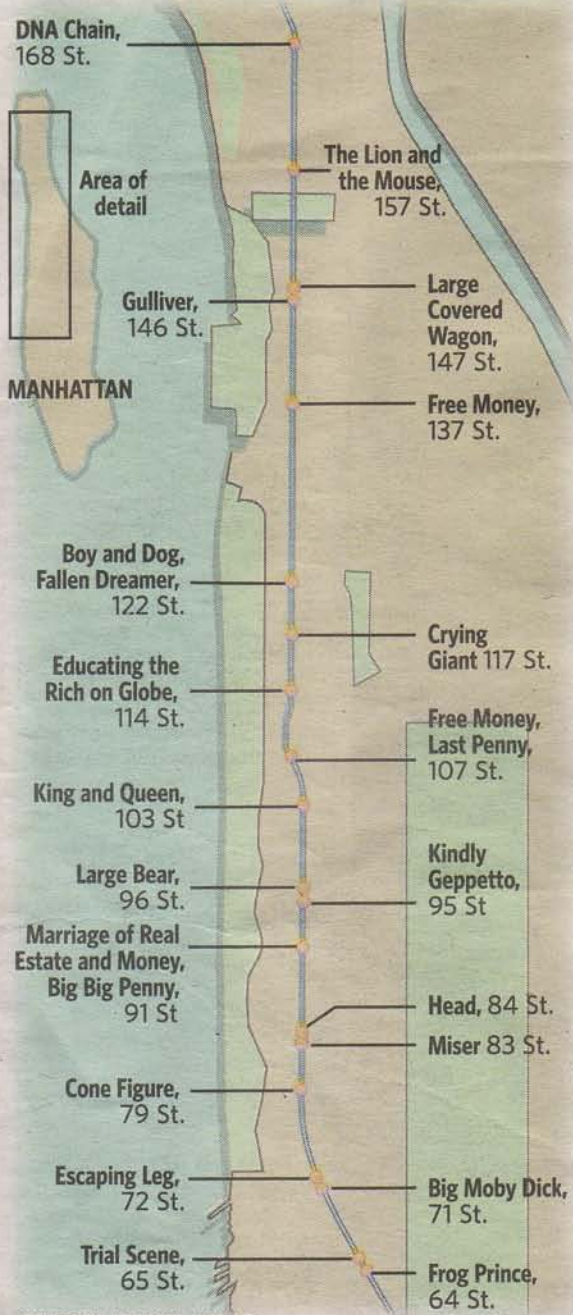 DNA Chain,
168 St.
The Lion and
the Mouse,
157 St.
Area of
detail
MANHATTAN
Large
Covered
Wagon,
147 St.
Gulliver,
146 St.
Free Money,
137 St.
Boy and Dog,
Fallen Dreamer,
122 St.
Crying
Giant 117 St.
Educating the
Rich on Globe,
114 St.
Free Money,
Last Penny,
107 St.
King and Queen,
103 St
Large Bear,
96 St.
Kindly
Geppetto,
95 St
Marriage of Real
Estate and Money,
Big Big Penny,
91 St
Head, 84 St.
Miser 83 St.
Cone Figure,
79 St.
Escaping Leg,
72 St.
Big Moby Dick,
71 St.
Trial Scene,
65 St.
Frog Prince,
64 St.